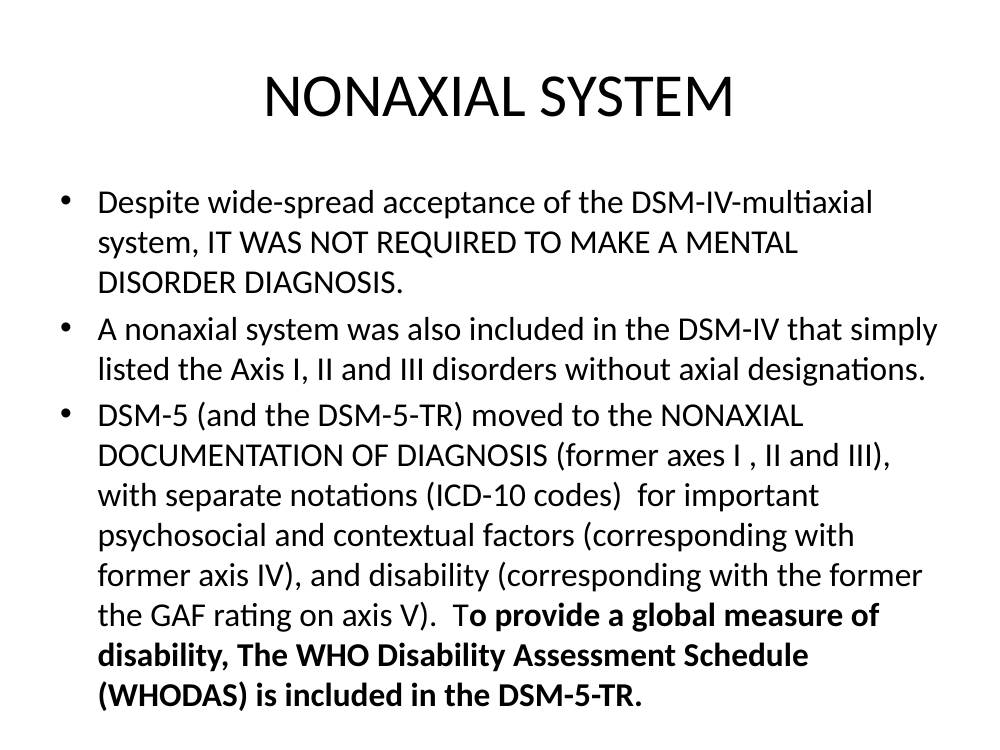 NONAXIAL SYSTEM
• Despite wide-spread acceptance of the DSM-IV-multiaxial
system, IT WAS NOT REQUIRED TO MAKE A MENTAL
DISORDER DIAGNOSIS.
• A nonaxial system was also included in the DSM-IV that simply
listed the Axis I, II and III disorders without axial designations.
• DSM-5 (and the DSM-5-TR) moved to the NONAXIAL
DOCUMENTATION OF DIAGNOSIS (former axes I , II and III),
with separate notations (ICD-10 codes)  for important
psychosocial and contextual factors (corresponding with
former axis IV), and disability (corresponding with the former
the GAF rating on axis V).  To provide a global measure of
disability, The WHO Disability Assessment Schedule
(WHODAS) is included in the DSM-5-TR.